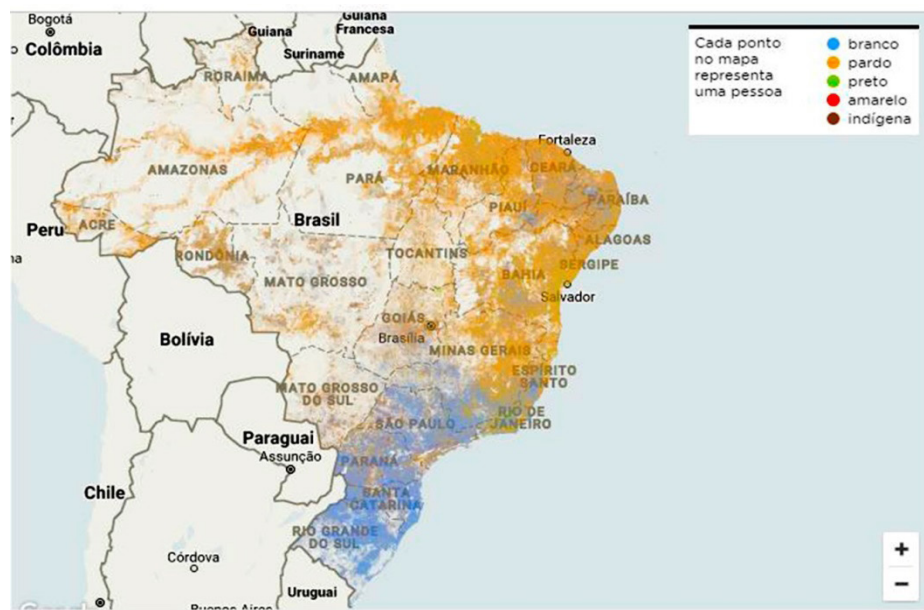 Bogotá
Colômbia
Guiana
Guiana
Francesa
Suriname
RORAIMA
AMAPÁ
Fortaleza
AMAZONAS
PARÁ
MARANHÃO
CEARÁ
PARAÍBA
PIAUÍ
Brasil
Peru
ACRE
RONDÔNIA
TOCANTINS
ALAGOAS
SERGIPE
BAHIA
MATO GROSSO
Salvador
GOIÁS
Brasília
Bolívia
MINAS GERAIS
ESPÍRITO
SANTO
MATO GROSSO
DO SUL
RIO DE
JANEIRO
SÃO PAULO
Paraguai
Assunção
PARANÁ
Chile
SANTA
CATARINA
RIO GRANDE
DO SUL
Córdova
Uruguai
Buenos Aires
Cada ponto
no mapa
representa
uma pessoa
branco
pardo
preto
amarelo
indígena
+
−